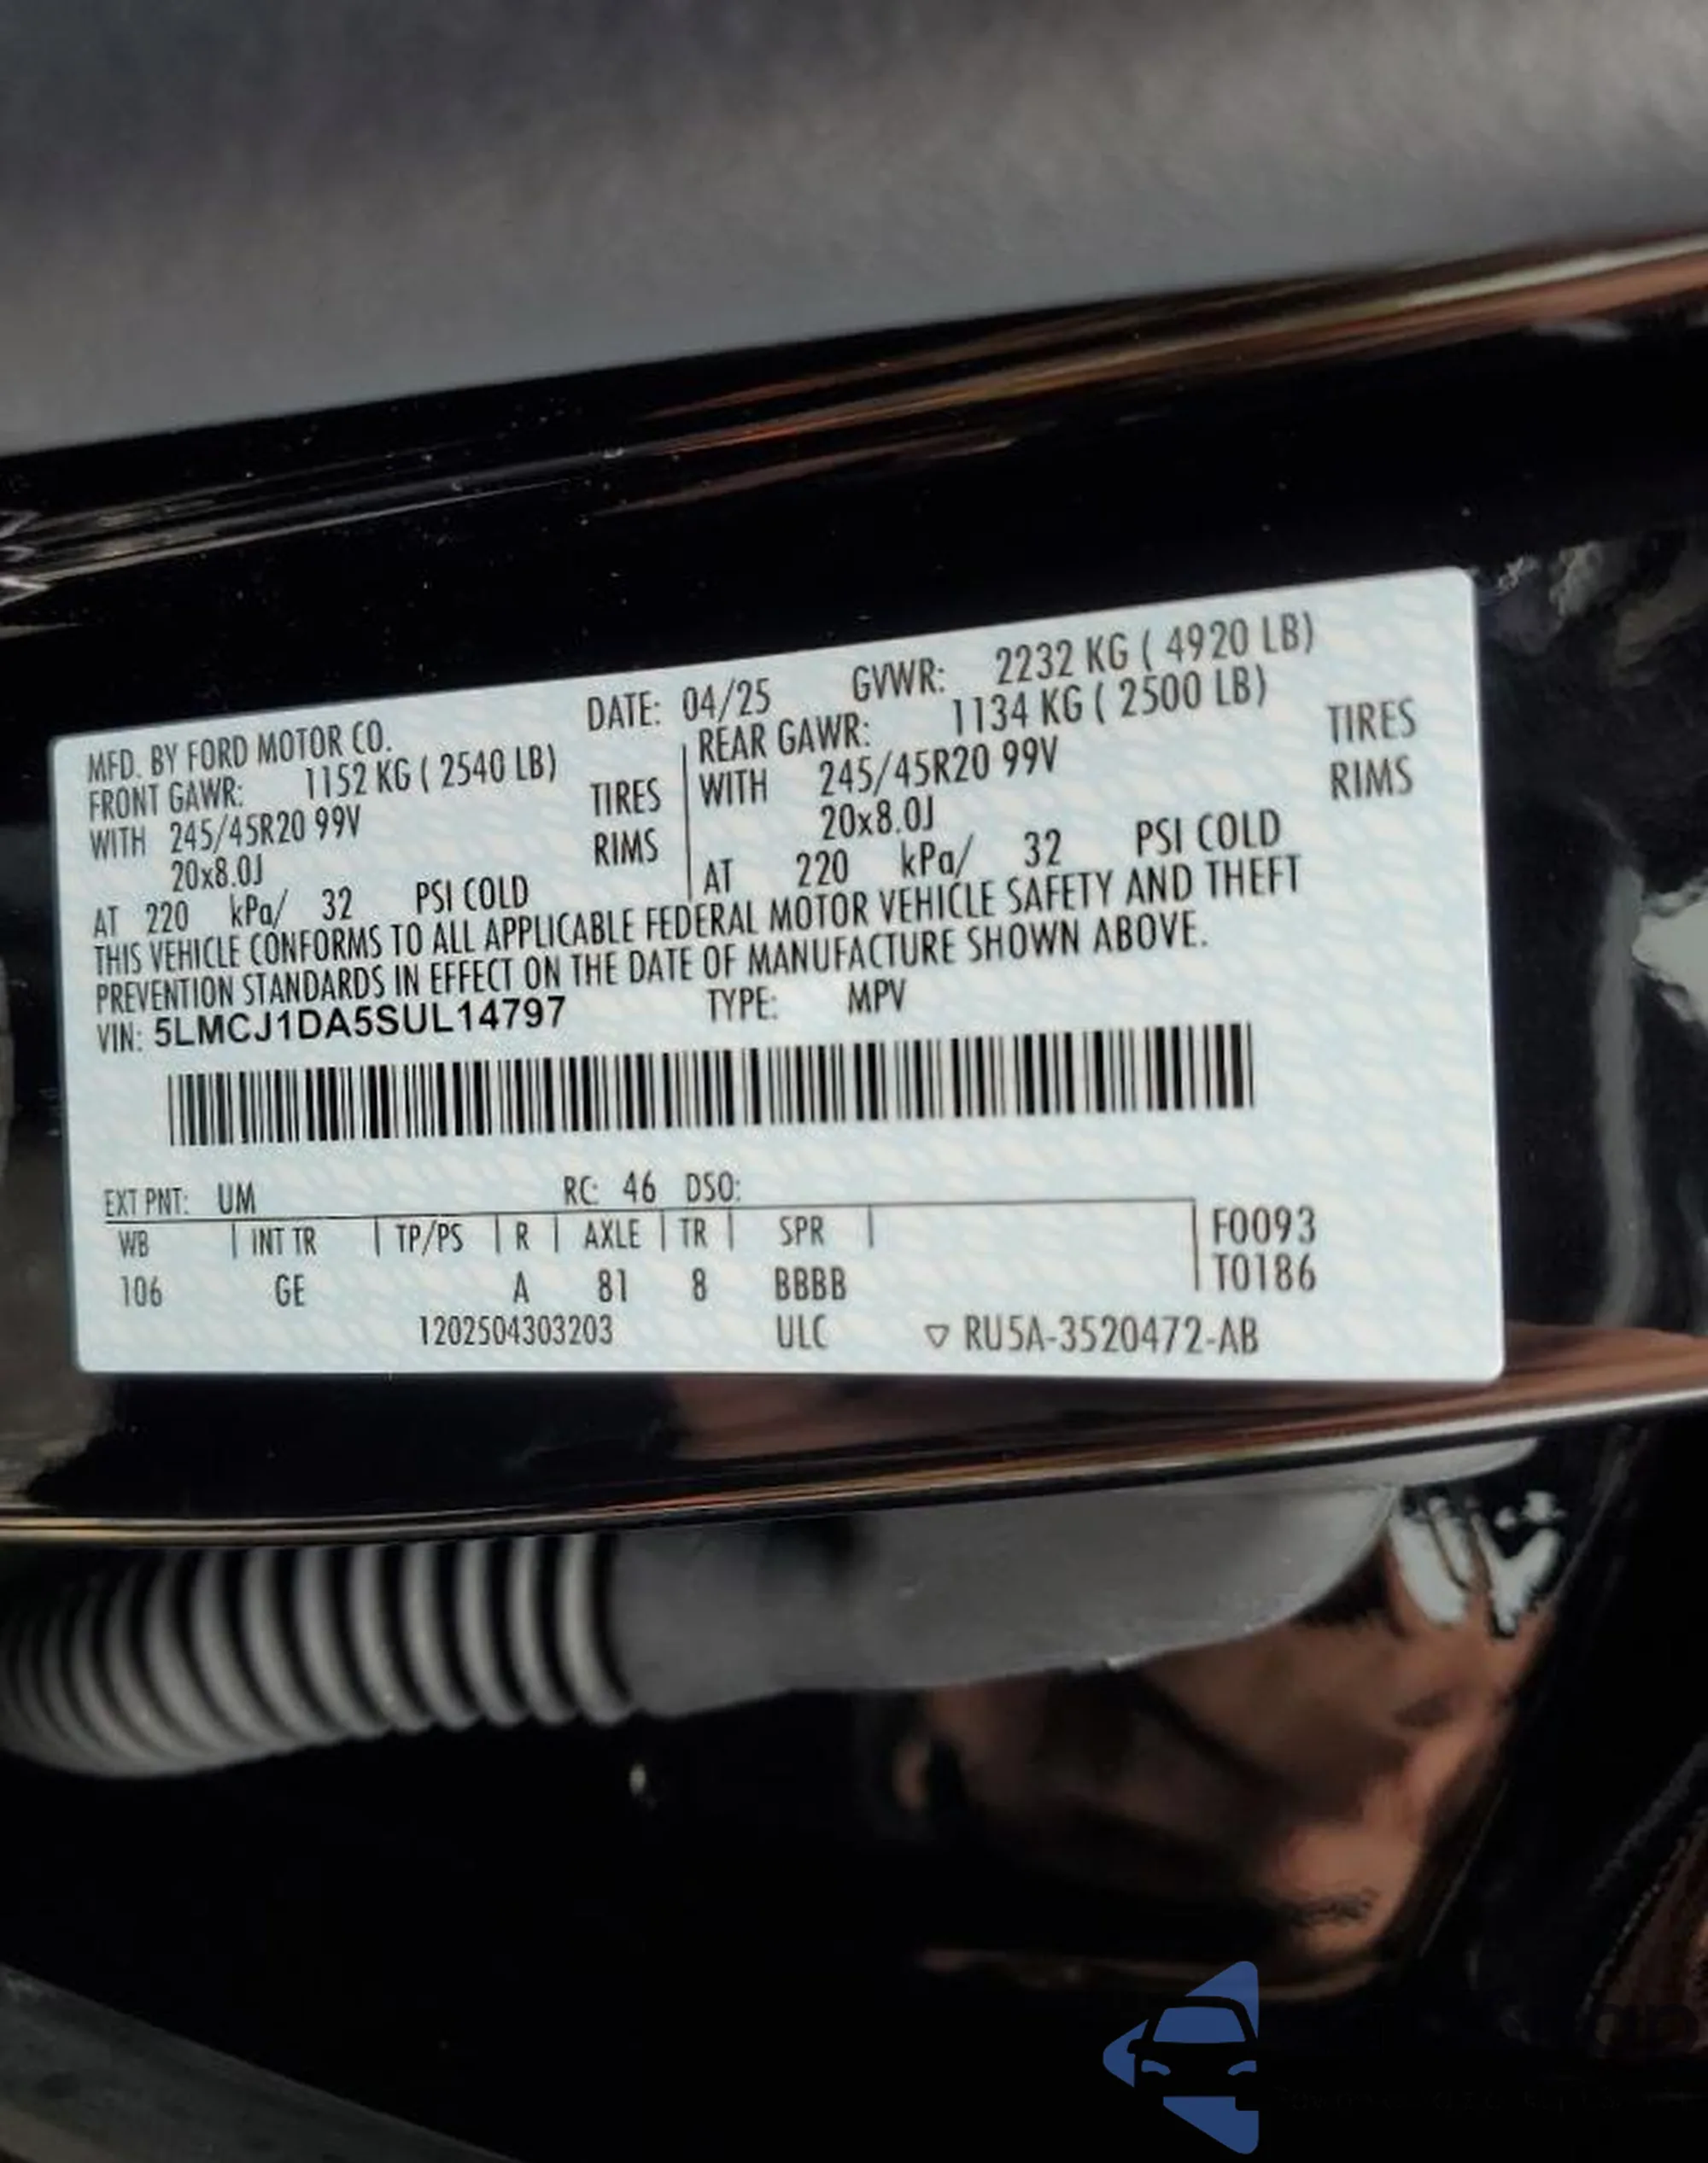 MFD. BY FORD MOTOR CO. DATE: 04/25 GVWR: 2232 KG ( 4920 LB)
FRONT GAWR: 1152 KG ( 2540 LB) REAR GAWR: 1134 KG ( 2500 LB)
WITH 245/45R20 99V TIRES WITH 245/45R20 99V TIRES
20x8.0J RIMS 20x8.0J RIMS
AT 220 kPa/ 32 PSI COLD AT 220 kPa/ 32 PSI COLD
THIS VEHICLE CONFORMS TO ALL APPLICABLE FEDERAL MOTOR VEHICLE SAFETY AND THEFT
PREVENTION STANDARDS IN EFFECT ON THE DATE OF MANUFACTURE SHOWN ABOVE.
VIN: 5LMCJ1DA5SUL14797 TYPE: MPV
EXT PNT: UM RC: 46 DSO:
WB | INT TR | TP/PS | R | AXLE | TR | SPR | F0093
106 GE A 81 8 BBBB T0186
1202504303203 ULC ▽ RU5A-3520472-AB